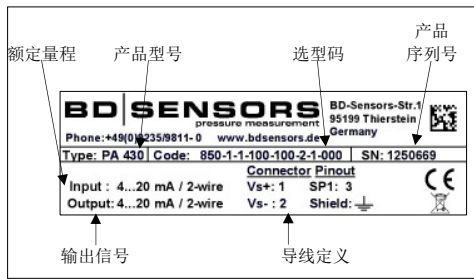 产品
额定量程 产品型号 选型码 序列号
BD SENSORS
pressure measurement
BD-Sensors-Str.1
95199 Thierstein
Germany
Phone:+49(0)9235/9811-0 www.bdsensors.de
Type: PA 430 Code: 850-1-1-100-100-2-1-000 SN: 1250669
Connector Pinout
Input : 4...20 mA / 2-wire Vs+: 1 SP1: 3
Output: 4...20 mA / 2-wire Vs- : 2 Shield:
CE
输出信号 导线定义